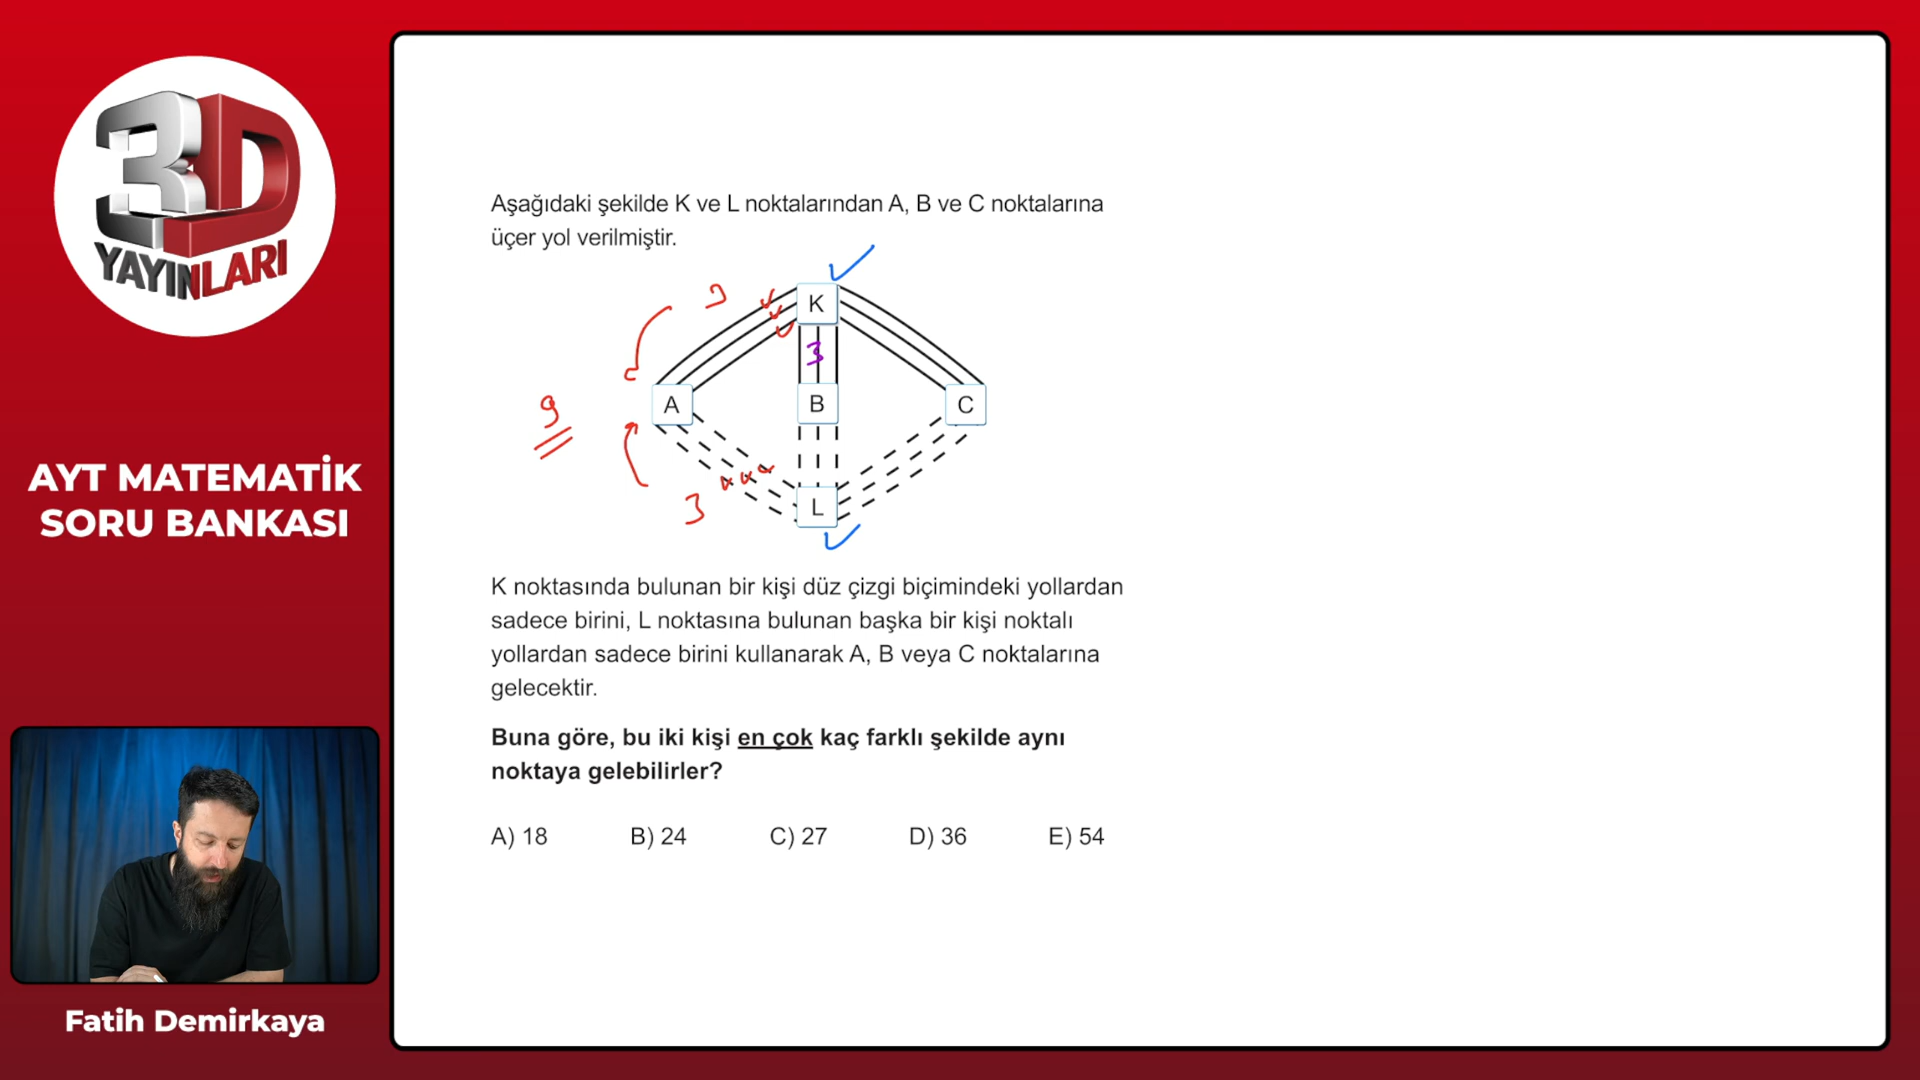 3D
YAYINLARI
AYT MATEMATİK
SORU BANKASI
Fatih Demirkaya
Aşağıdaki şekilde K ve L noktalarından A, B ve C noktalarına
üçer yol verilmiştir.
3
K
3
A
B
C
9
3
L
K noktasında bulunan bir kişi düz çizgi biçimindeki yollardan
sadece birini, L noktasına bulunan başka bir kişi noktalı
yollardan sadece birini kullanarak A, B veya C noktalarına
gelecektir.
Buna göre, bu iki kişi en çok kaç farklı şekilde aynı
noktaya gelebilirler?
A) 18 B) 24 C) 27 D) 36 E) 54